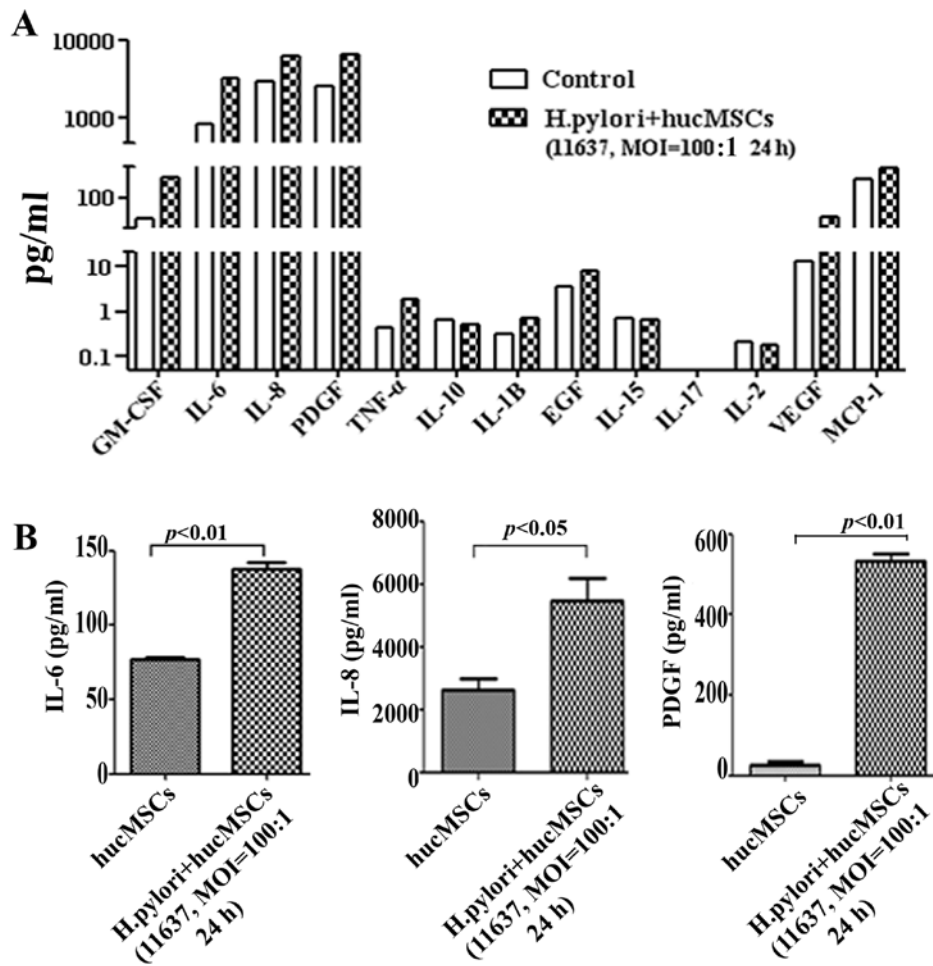 A
10000
1000
100
10
1
0.1
pg/ml
Control
H.pylori+hucMSCs
(11637, MOI=100:1 24 h)
GM-CSF
IL-6
IL-8
PDGF
TNF-α
IL-10
IL-1B
EGF
IL-15
IL-17
IL-2
VEGF
MCP-1
B
p<0.01
150
100
50
0
IL-6 (pg/ml)
hucMSCs
H.pylori+hucMSCs
(11637, MOI=100:1
24 h)
p<0.05
8000
6000
4000
2000
0
IL-8 (pg/ml)
hucMSCs
H.pylori+hucMSCs
(11637, MOI=100:1
24 h)
p<0.01
600
400
200
0
PDGF (pg/ml)
hucMSCs
H.pylori+hucMSCs
(11637, MOI=100:1
24 h)